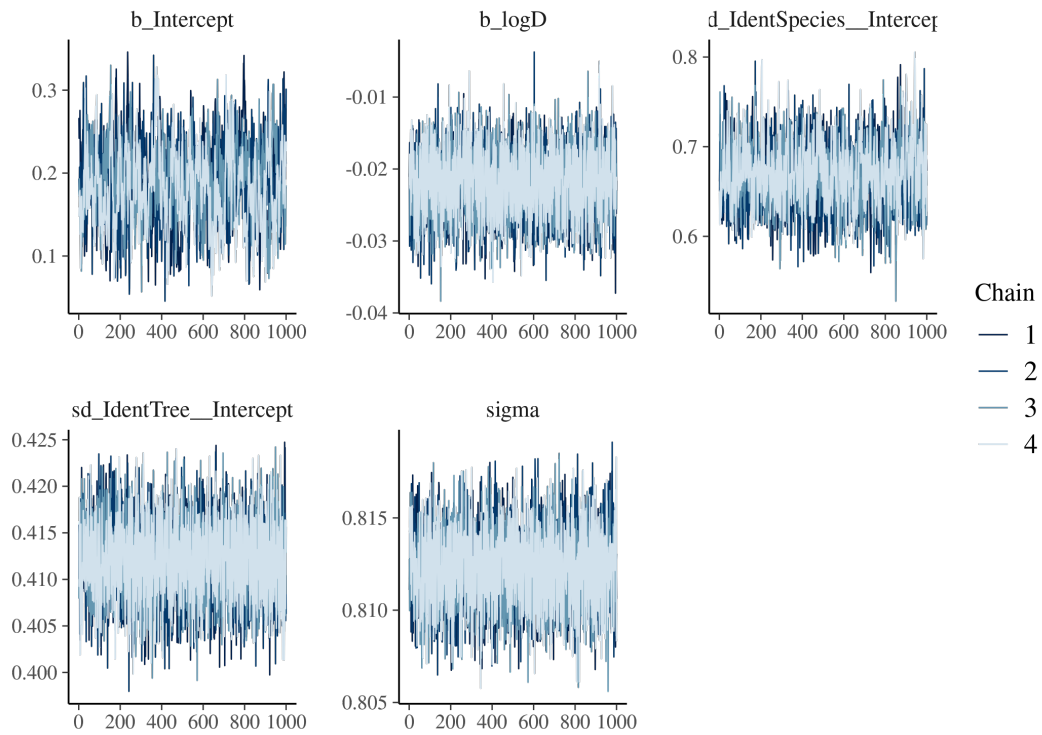 b_Intercept
b_logD
d_IdentSpecies__Intercep
0.3
0.2
0.1
0 200 400 600 800 1000
-0.01
-0.02
-0.03
-0.04
0 200 400 600 800 1000
0.8
0.7
0.6
0 200 400 600 800 1000
Chain
1
2
3
4
sd_IdentTree__Intercept
sigma
0.425
0.420
0.415
0.410
0.405
0.400
0 200 400 600 800 1000
0.815
0.810
0.805
0 200 400 600 800 1000